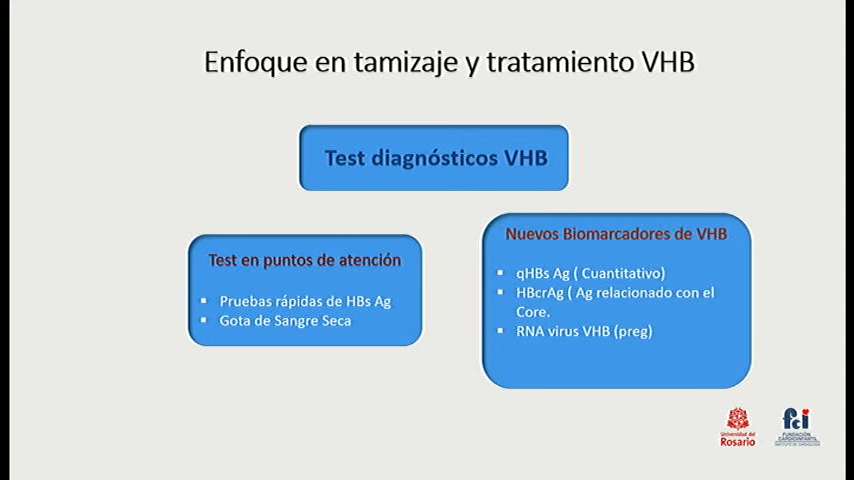 Enfoque en tamizaje y tratamiento VHB
Test diagnósticos VHB
Test en puntos de atención
Pruebas rápidas de HBs Ag
Gota de Sangre Seca
Nuevos Biomarcadores de VHB
qHBs Ag ( Cuantitativo)
HBcrAg ( Ag relacionado con el
Core.
RNA virus VHB (preg)
Universidad del
Rosario
fci
FUNDACIÓN
CARDIOINFANTIL